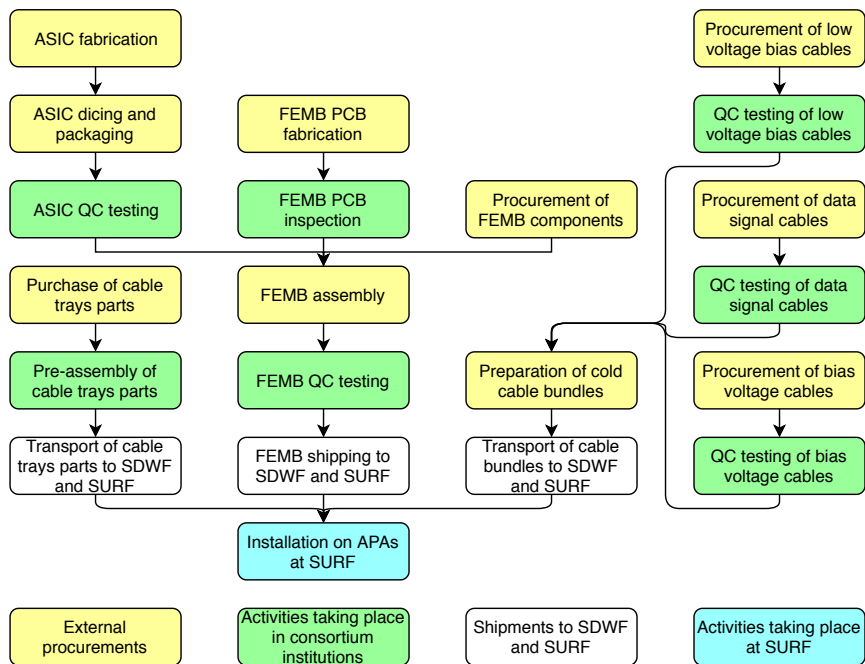 ASIC fabrication
Procurement of low
voltage bias cables
ASIC dicing and
packaging
FEMB PCB
fabrication
QC testing of low
voltage bias cables
ASIC QC testing
FEMB PCB
inspection
Procurement of
FEMB components
Procurement of data
signal cables
Purchase of cable
trays parts
FEMB assembly
QC testing of data
signal cables
Pre-assembly of
cable trays parts
FEMB QC testing
Preparation of cold
cable bundles
Procurement of bias
voltage cables
Transport of cable
trays parts to SDWF
and SURF
FEMB shipping to
SDWF and SURF
Transport of cable
bundles to SDWF
and SURF
QC testing of bias
voltage cables
Installation on APAs
at SURF
External
procurements
Activities taking place
in consortium
institutions
Shipments to SDWF
and SURF
Activities taking place
at SURF